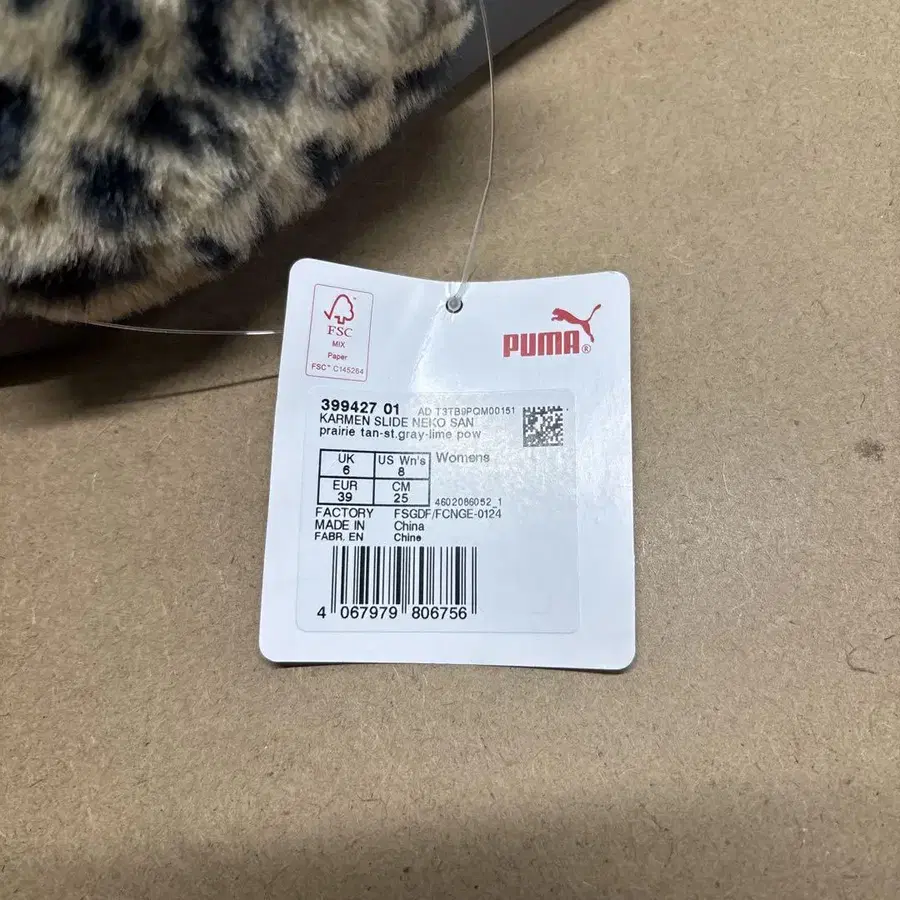 FSC
MIX
Paper
FSC™ C145264
PUMA®
399427 01 AD T3TB9PQM00151
KARMEN SLIDE NEKO SAN
prairie tan-st.gray-lime pow
UK US Wn's Womens
6 8
EUR CM
39 25 4602086052_1
FACTORY FSGDF/FCNGE-0124
MADE IN China
FABR. EN Chine
4 067979 806756